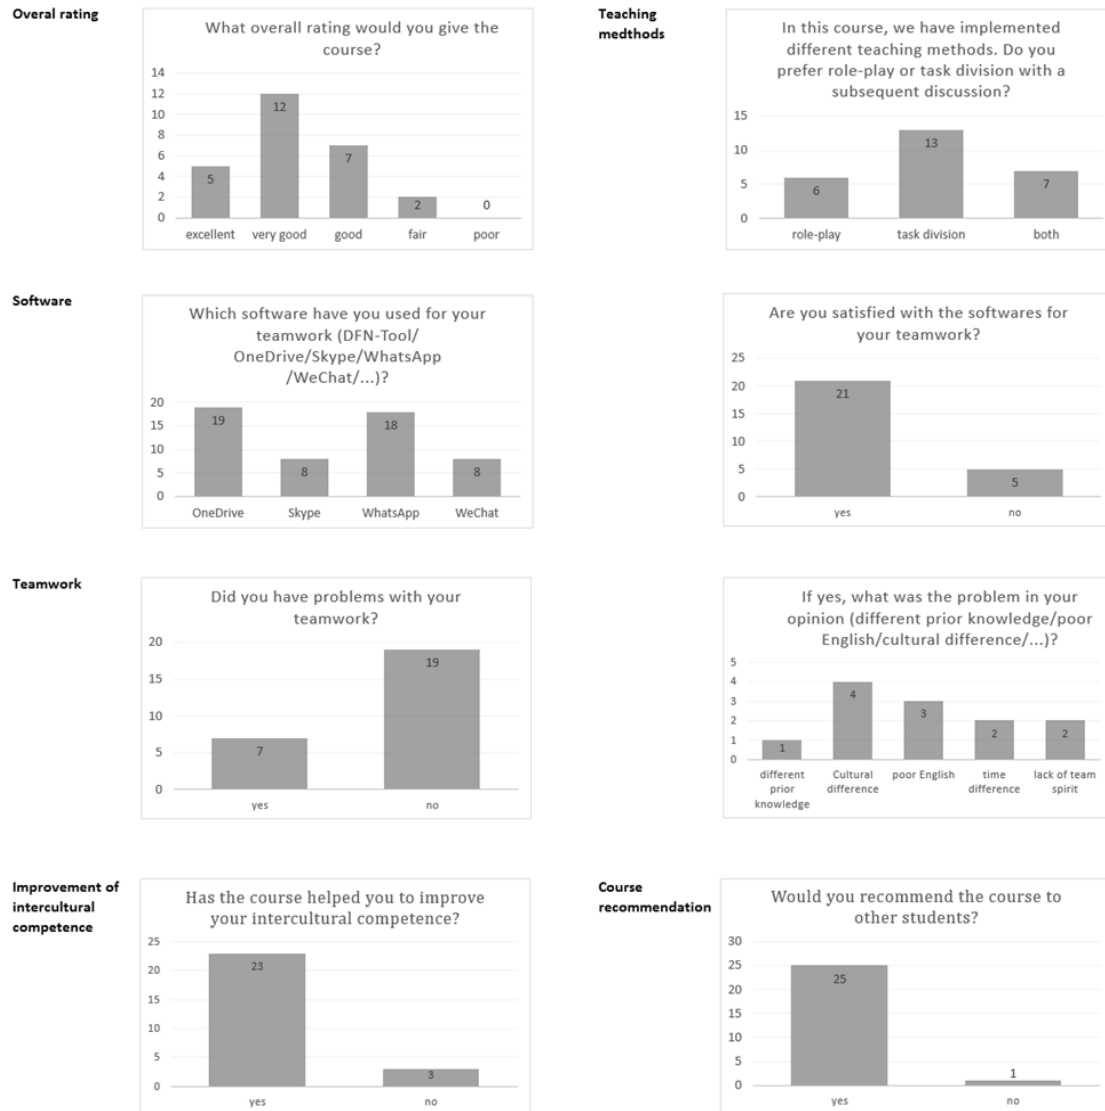 Overal rating
What overall rating would you give the
course?
14
12
10
8
6
4
2
0
5
12
7
2
0
excellent
very good
good
fair
poor
Teaching
medthods
In this course, we have implemented
different teaching methods. Do you
prefer role-play or task division with a
subsequent discussion?
15
10
5
0
6
13
7
role-play
task division
both
Software
Which software have you used for your
teamwork (DFN-Tool/
OneDrive/Skype/WhatsApp
/WeChat/...)?
20
15
10
5
0
19
8
18
8
OneDrive
Skype
WhatsApp
WeChat
Are you satisfied with the softwares for
your teamwork?
25
20
15
10
5
0
21
5
yes
no
Teamwork
Did you have problems with your
teamwork?
20
15
10
5
0
7
19
yes
no
If yes, what was the problem in your
opinion (different prior knowledge/poor
English/cultural difference/...)?
5
4
3
2
1
0
1
4
3
2
2
different
prior
knowledge
Cultural
difference
poor English
time
difference
lack of team
spirit
Improvement of
intercultural
competence
Has the course helped you to improve
your intercultural competence?
25
20
15
10
5
0
23
3
yes
no
Course
recommendation
Would you recommend the course to
other students?
30
25
20
15
10
5
0
25
1
yes
no